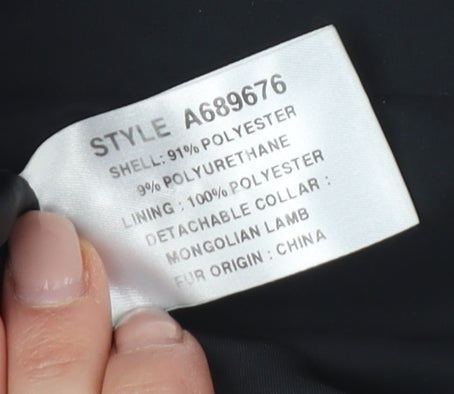 STYLE A689676
SHELL: 91% POLYESTER
9% POLYURETHANE
LINING : 100% POLYESTER
DETACHABLE COLLAR :
MONGOLIAN LAMB
FUR ORIGIN : CHINA